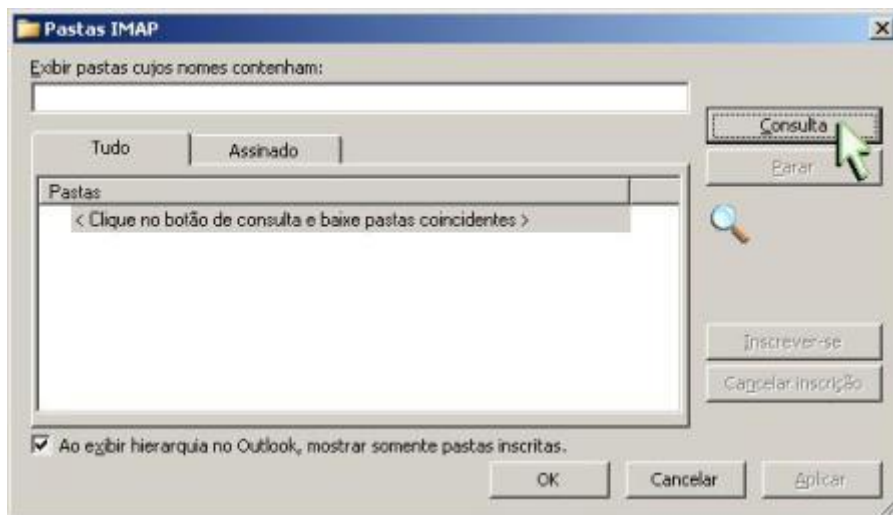 Pastas IMAP
Exibir pastas cujos nomes contenham:
Consulta
Parar
Tudo
Assinado
Pastas
< Clique no botão de consulta e baixe pastas coincidentes >
Inscrever-se
Cancelar inscrição
Ao exibir hierarquia no Outlook, mostrar somente pastas inscritas.
OK
Cancelar
Aplicar